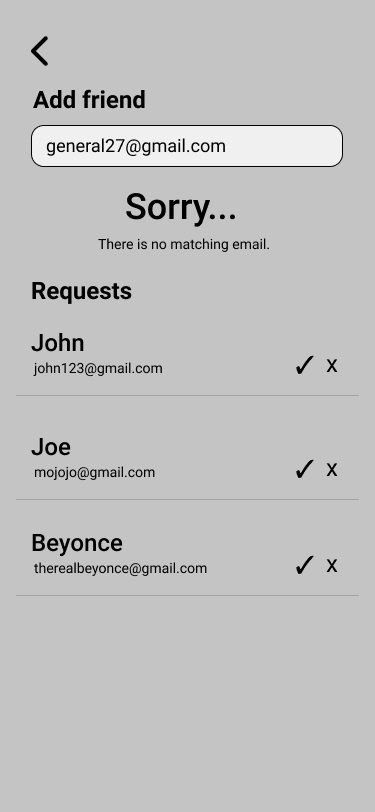 Add friend
general27@gmail.com
Sorry...
There is no matching email.
Requests
John
john123@gmail.com
✓ x
Joe
mojojo@gmail.com
✓ x
Beyonce
therealbeyonce@gmail.com
✓ x